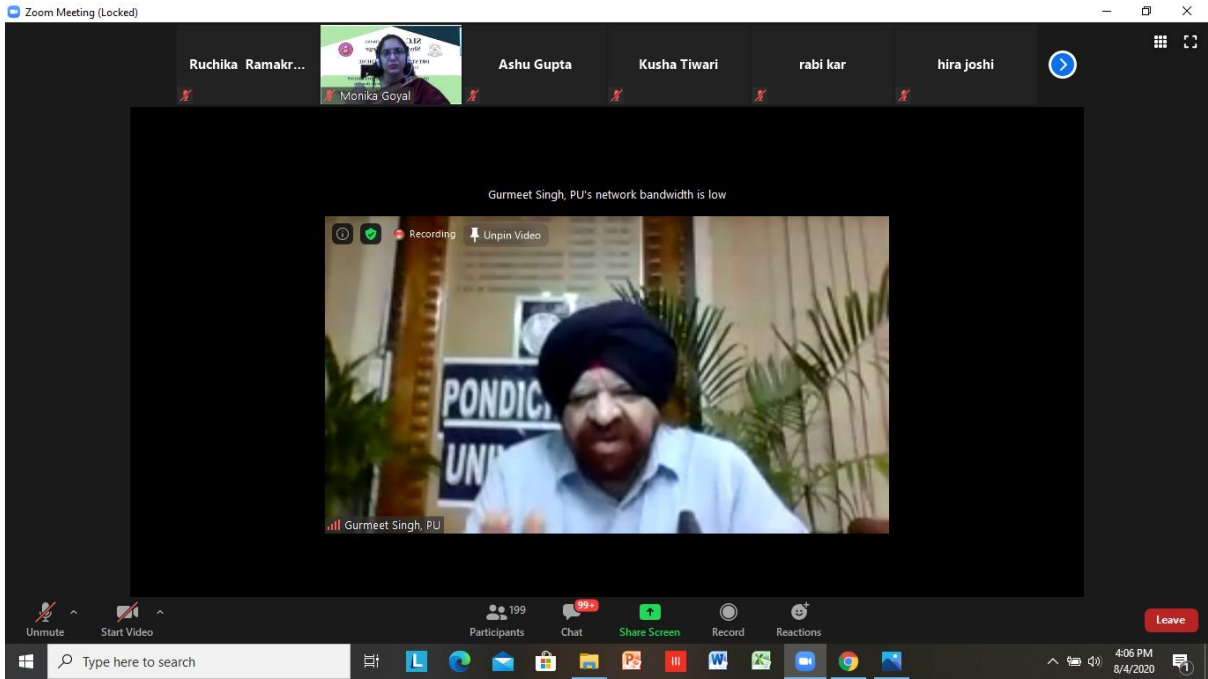 Zoom Meeting (Locked)
Ruchika Ramakr...
Monika Goyal
Ashu Gupta
Kusha Tiwari
rabi kar
hira joshi
Gurmeet Singh, PU's network bandwidth is low
Recording
Unpin Video
PONDIC
UNI
Gurmeet Singh, PU
Unmute
Start Video
199
Participants
99+
Chat
Share Screen
Record
Reactions
Leave
Type here to search
4:06 PM
8/4/2020